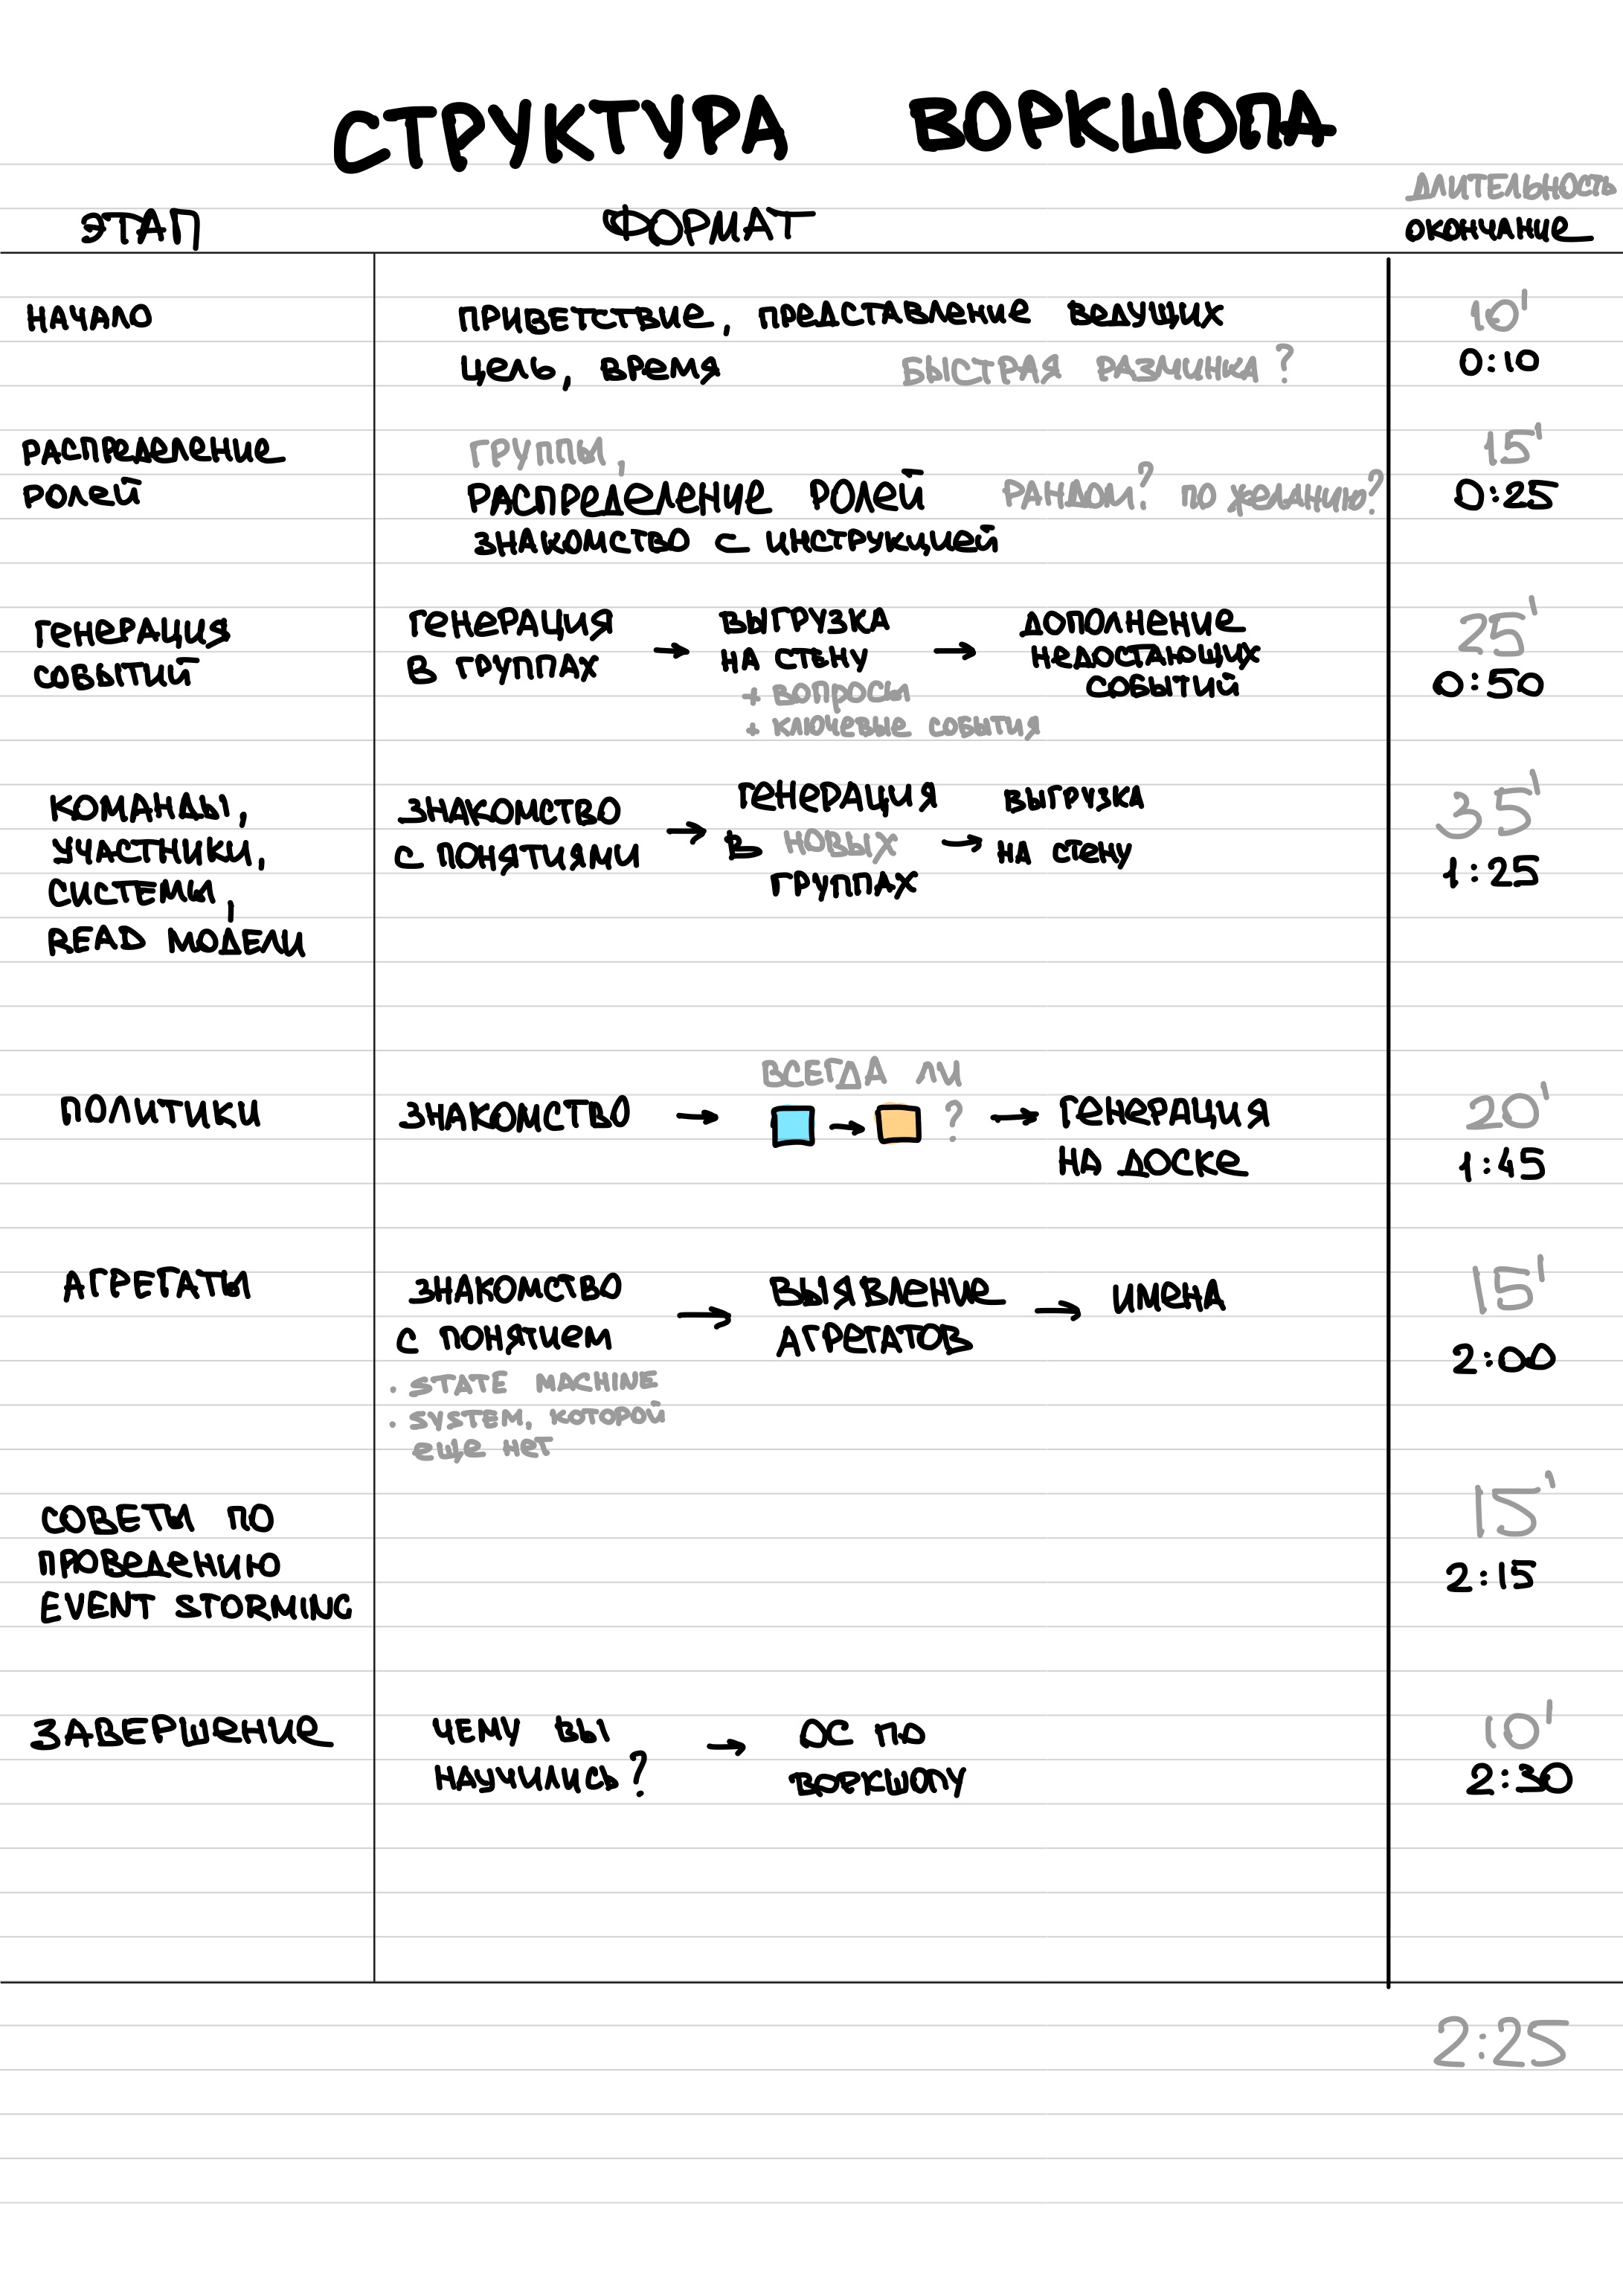 СТРУКТУРА ВОРКШОПА
ДЛИТЕЛЬНОСТЬ
ЭТАП ФОРМАТ ОКОНЧАНИЕ
НАЧАЛО ПРИВЕТСТВИЕ, ПРЕДСТАВЛЕНИЕ ВЕДУЩИХ 10'
ЦЕЛЬ, ВРЕМЯ БЫСТРАЯ РАЗМИНКА? 0:10
РАСПРЕДЕЛЕНИЕ ГРУППЫ, 15'
РОЛЕЙ РАСПРЕДЕЛЕНИЕ РОЛЕЙ РАНДОМ? ПО ЖЕЛАНИЮ? 0:25
ЗНАКОМСТВО С ИНСТРУКЦИЕЙ
ГЕНЕРАЦИЯ
СОБЫТИЙ
ГЕНЕРАЦИЯ
В ГРУППАХ
→
ВЫГРУЗКА
НА СТЕНУ
+ ВОПРОСЫ
+ КЛЮЧЕВЫЕ СОБЫТИЯ
→
ДОПОЛНЕНИЕ
НЕДОСТАЮЩИХ
СОБЫТИЙ
25'
0:50
КОМАНДЫ,
УЧАСТНИКИ,
СИСТЕМЫ,
READ МОДЕЛИ
ЗНАКОМСТВО
С ПОНЯТИЯМИ
→
ГЕНЕРАЦИЯ
В НОВЫХ
ГРУППАХ
→
ВЫГРУЗКА
НА СТЕНУ
35'
1:25
ПОЛИТИКИ
ЗНАКОМСТВО
→
ВСЕГДА ЛИ
→ ?
→
ГЕНЕРАЦИЯ
НА ДОСКЕ
20'
1:45
АГРЕГАТЫ
ЗНАКОМСТВО
С ПОНЯТИЕМ
· STATE MACHINE
· SYSTEM, КОТОРОЙ
ЕЩЕ НЕТ
→
ВЫЯВЛЕНИЕ
АГРЕГАТОВ
→
ИМЕНА
15'
2:00
СОВЕТЫ ПО
ПРОВЕДЕНИЮ
EVENT STORMING
15'
2:15
ЗАВЕРШЕНИЕ
ЧЕМУ ВЫ
НАУЧИЛИСЬ?
→
ОС ПО
ВОРКШОПУ
10'
2:30
2:25